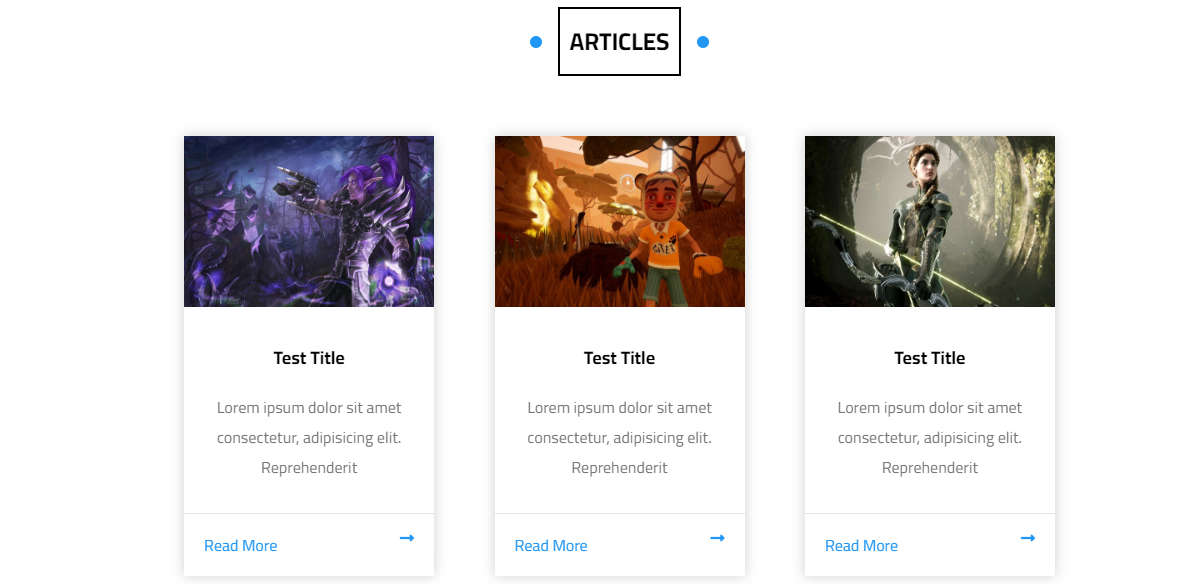 ARTICLES
Test Title
Lorem ipsum dolor sit amet
consectetur, adipisicing elit.
Reprehenderit
Read More
Test Title
Lorem ipsum dolor sit amet
consectetur, adipisicing elit.
Reprehenderit
Read More
Test Title
Lorem ipsum dolor sit amet
consectetur, adipisicing elit.
Reprehenderit
Read More